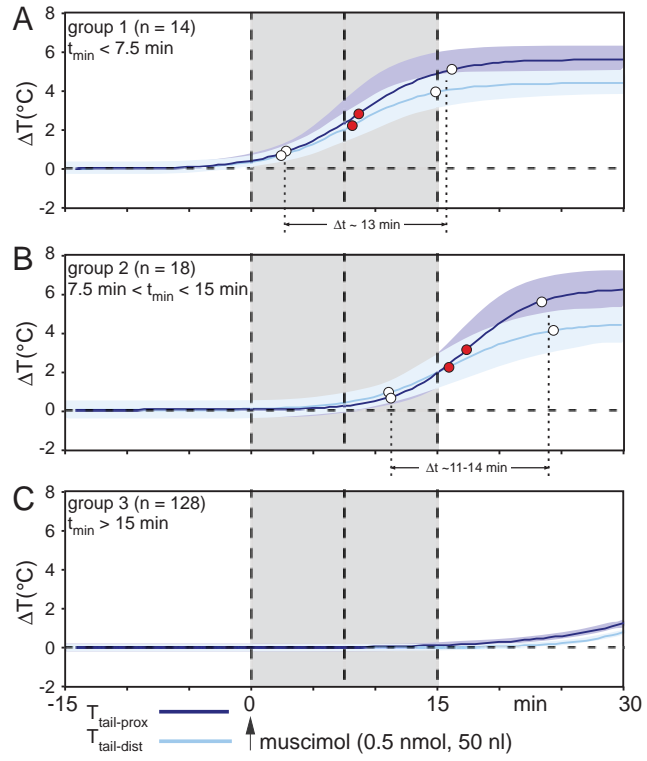 A
group 1 (n = 14)
t_min < 7.5 min
ΔT(°C)
8
6
4
2
0
-2
Δt ~ 13 min
B
group 2 (n = 18)
7.5 min < t_min < 15 min
ΔT(°C)
8
6
4
2
0
-2
Δt ~11-14 min
C
group 3 (n = 128)
t_min > 15 min
ΔT(°C)
8
6
4
2
0
-2
-15 0 15 min 30
T_tail-prox
T_tail-dist
muscimol (0.5 nmol, 50 nl)